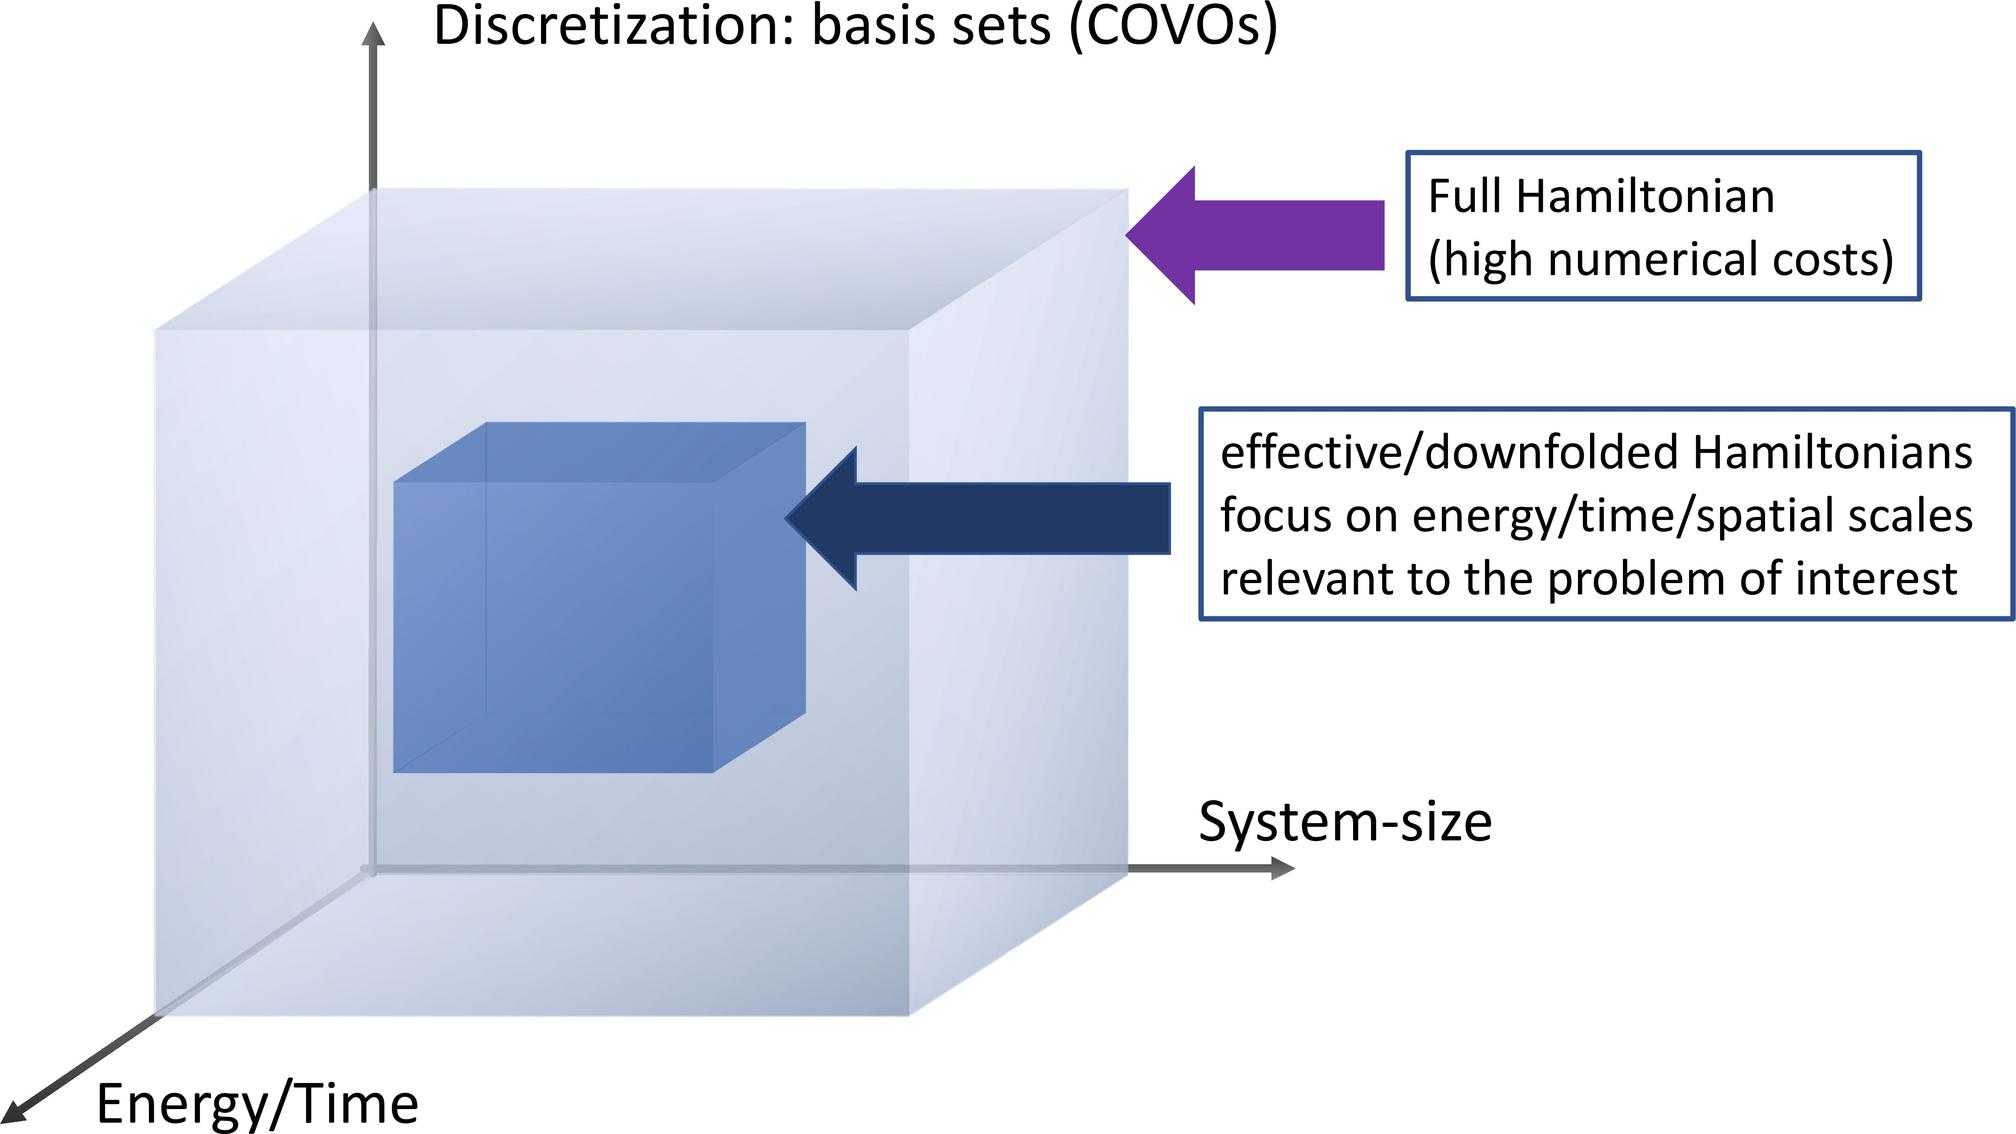 Discretization: basis sets (COVOs)
Full Hamiltonian
(high numerical costs)
effective/downfolded Hamiltonians
focus on energy/time/spatial scales
relevant to the problem of interest
System-size
Energy/Time